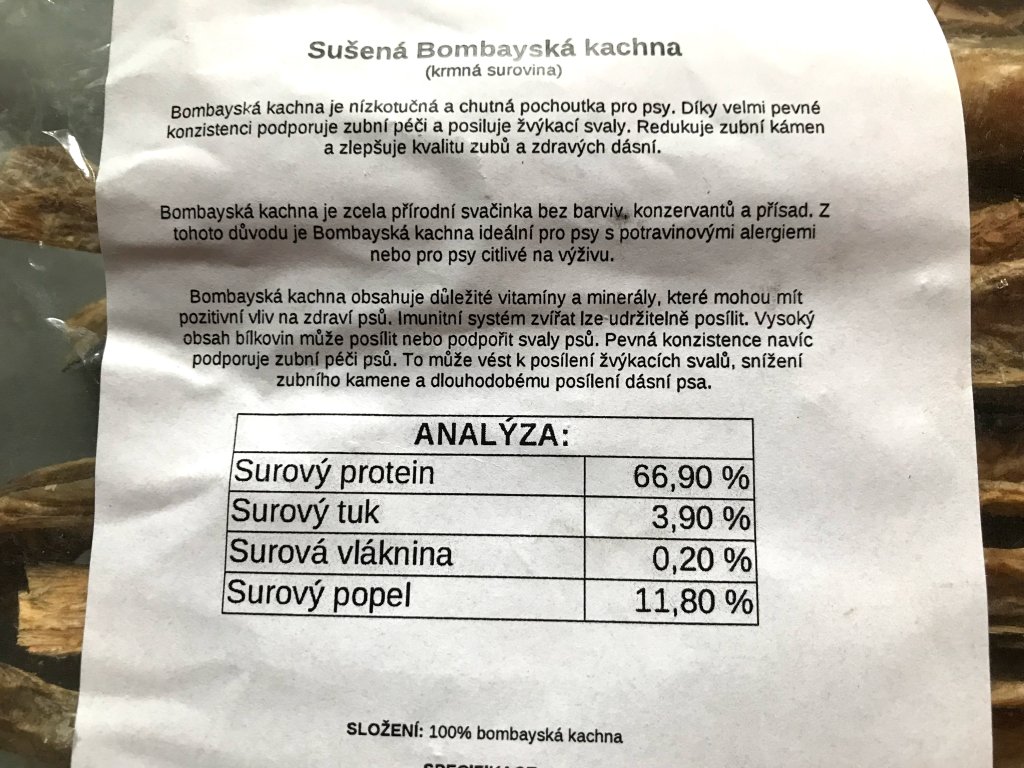 Sušená Bombayská kachna
(krmná surovina)
Bombayská kachna je nízkotučná a chutná pochoutka pro psy. Díky velmi pevné
konzistenci podporuje zubní péči a posiluje žvýkací svaly. Redukuje zubní kámen
a zlepšuje kvalitu zubů a zdravých dásní.
Bombayská kachna je zcela přírodní svačinka bez barviv, konzervantů a přísad. Z
tohoto důvodu je Bombayská kachna ideální pro psy s potravinovými alergiemi
nebo pro psy citlivé na výživu.
Bombayská kachna obsahuje důležité vitamíny a minerály, které mohou mít
pozitivní vliv na zdraví psů. Imunitní systém zvířat lze udržitelně posílit. Vysoký
obsah bílkovin může posílit nebo podpořit svaly psů. Pevná konzistence navíc
podporuje zubní péči psů. To může vést k posílení žvýkacích svalů, snížení
zubního kamene a dlouhodobému posílení dásní psa.
ANALÝZA:
Surový protein 66,90 %
Surový tuk 3,90 %
Surová vláknina 0,20 %
Surový popel 11,80 %
SLOŽENÍ: 100% bombayská kachna